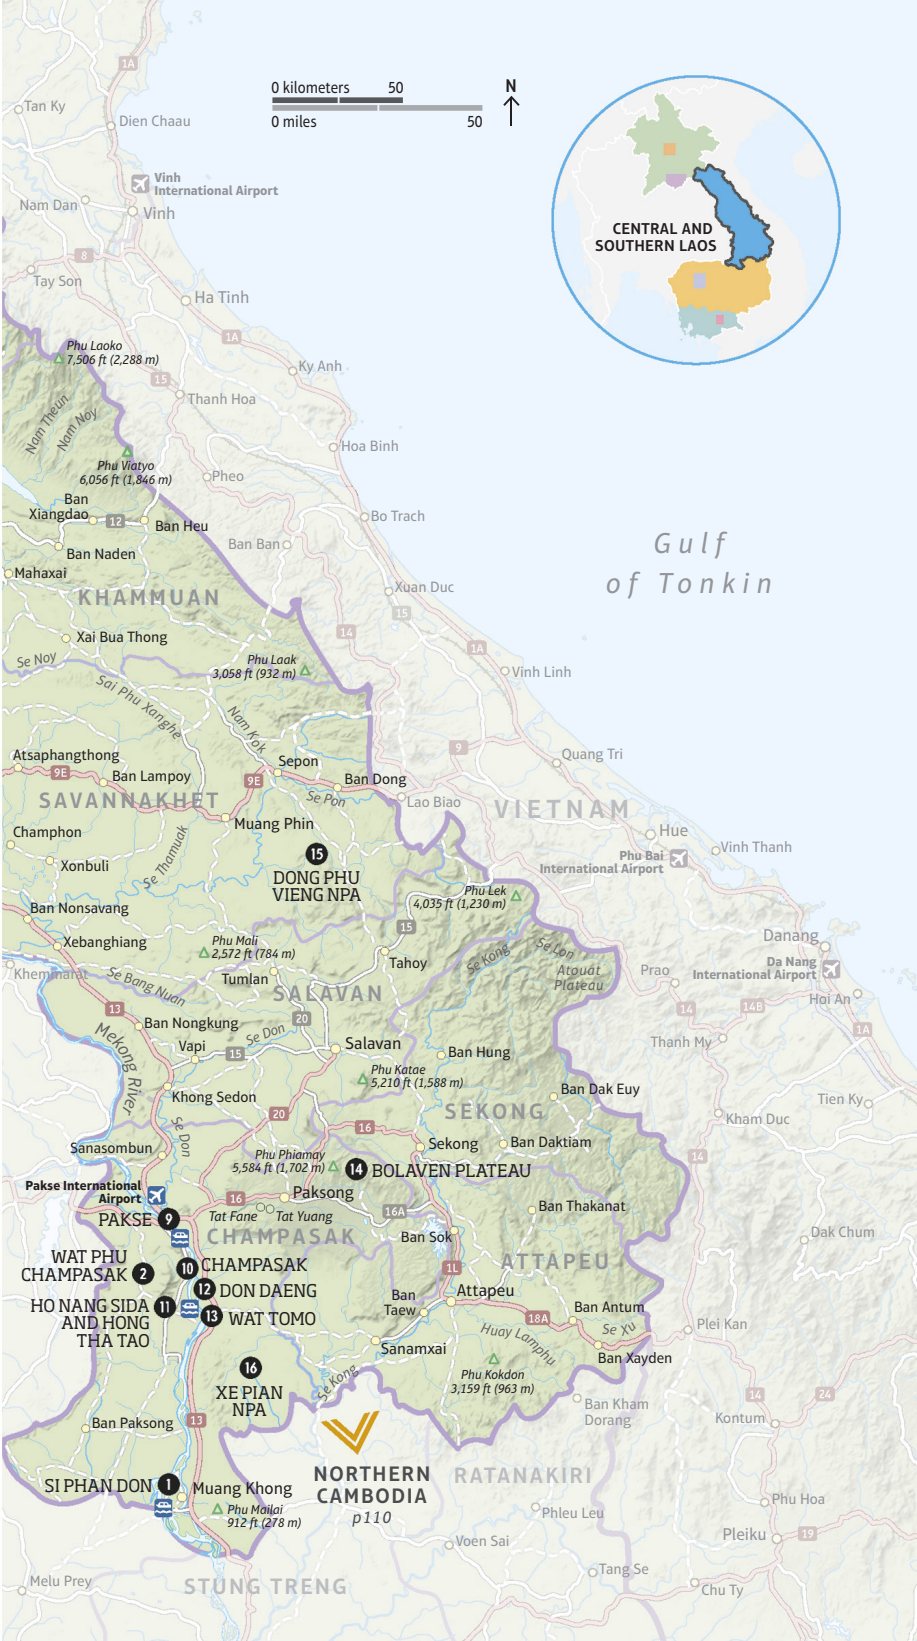 1A
0 kilometers 50
0 miles 50
N
Tan Ky
Dien Chaau
Vinh
International Airport
Nam Dan
Vinh
CENTRAL AND
SOUTHERN LAOS
8
Tay Son
Ha Tinh
1A
Phu Laoko
7,506 ft (2,288 m)
Ky Anh
15
Thanh Hoa
Nam Theun
Nam Noy
Hoa Binh
Phu Viatyo
6,056 ft (1,846 m)
Pheo
Ban
Xiangdao
12
Ban Heu
Bo Trach
Ban Ban
Gulf
of Tonkin
Ban Naden
Mahaxai
KHAMMUAN
Xuan Duc
15
14
1A
Xai Bua Thong
Se Noy
Phu Laak
3,058 ft (932 m)
Vinh Linh
Sai Phu Xanghe
Nam Kok
9
Quang Tri
Atsaphangthong
9E
Ban Lampoy
Sepon
9E
Ban Dong
Se Pon
Lao Biao
VIETNAM
SAVANNAKHET
Muang Phin
Champhon
Hue
Xonbuli
Se Thamuak
15
DONG PHU
VIENG NPA
Vinh Thanh
Phu Bai
International Airport
Phu Lek
4,035 ft (1,230 m)
Ban Nonsavang
15
Xebanghiang
Phu Mali
2,572 ft (784 m)
Tahoy
Se Kong
Se Lon
Atouat
Plateau
Danang
Da Nang
International Airport
Prao
Khemmarat
Se Bang Nuan
Tumlan
SALAVAN
Hoi An
14
14B
1A
13
Ban Nongkung
20
Se Don
Vapi
15
Salavan
Ban Hung
Thanh My
Mekong River
Phu Katae
5,210 ft (1,588 m)
Khong Sedon
Ban Dak Euy
Tien Ky
SEKONG
20
Kham Duc
Se Don
16
Sanasombun
Sekong
Ban Daktiam
14
Phu Phiamay
5,584 ft (1,702 m)
14
BOLAVEN PLATEAU
Pakse International
Airport
16
Paksong
PAKSE
9
Tat Fane
Tat Yuang
16A
Ban Thakanat
CHAMPASAK
Ban Sok
Dak Chum
WAT PHU
CHAMPASAK
2
10
CHAMPASAK
1L
ATTAPEU
12
DON DAENG
HO NANG SIDA
AND HONG
THA TAO
11
13
WAT TOMO
Ban
Taew
Attapeu
18A
Ban Antum
Se Xu
Plei Kan
Huay Lamphu
Sanamxai
Ban Xayden
16
XE PIAN
NPA
Se Kong
Phu Kokdon
3,159 ft (963 m)
14
24
Ban Kham
Dorang
Kontum
Ban Paksong
13
NORTHERN
CAMBODIA
p110
RATANAKIRI
SI PHAN DON
1
Muang Khong
Phu Mailai
912 ft (278 m)
Phu Hoa
Phleu Leu
Pleiku
19
Voen Sai
Melu Prey
STUNG TRENG
Tang Se
Chu Ty